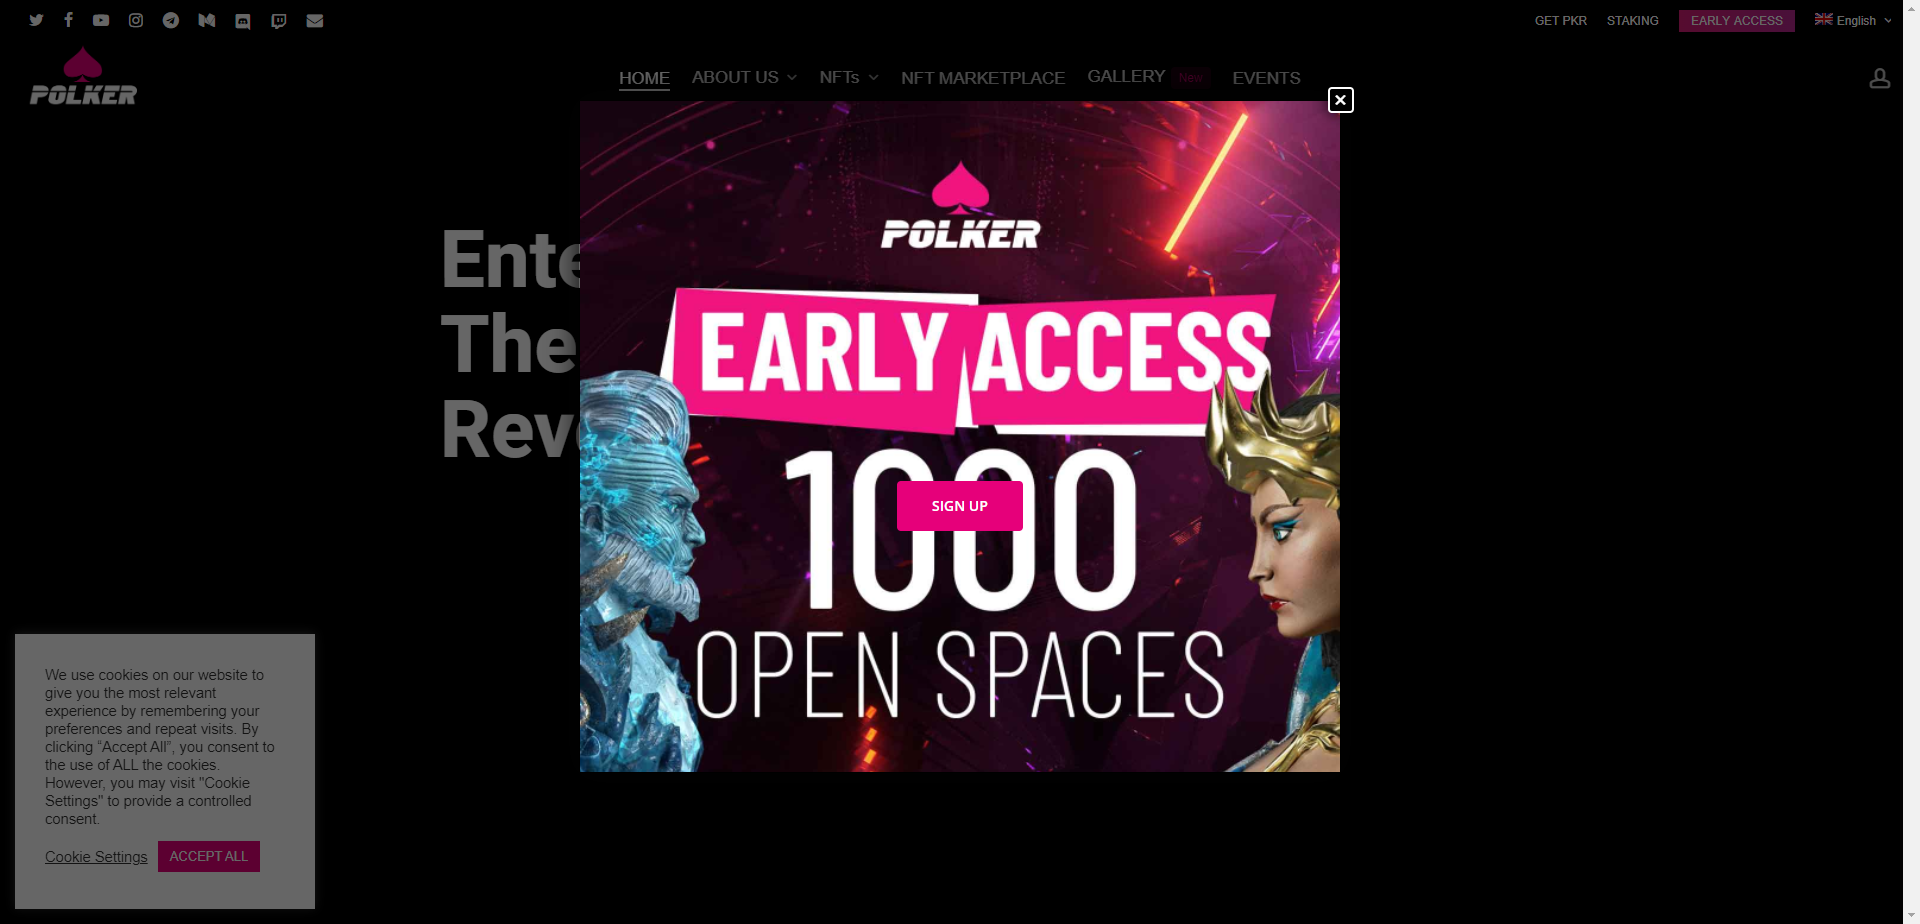 GET PKR
STAKING
EARLY ACCESS
English
POLKER
HOME
ABOUT US
NFTs
NFT MARKETPLACE
GALLERY
New
EVENTS
POLKER
EARLY ACCESS
1000
SIGN UP
OPEN SPACES
The
We use cookies on our website to
give you the most relevant
experience by remembering your
preferences and repeat visits. By
clicking “Accept All”, you consent to
the use of ALL the cookies.
However, you may visit "Cookie
Settings" to provide a controlled
consent.
Cookie Settings
ACCEPT ALL